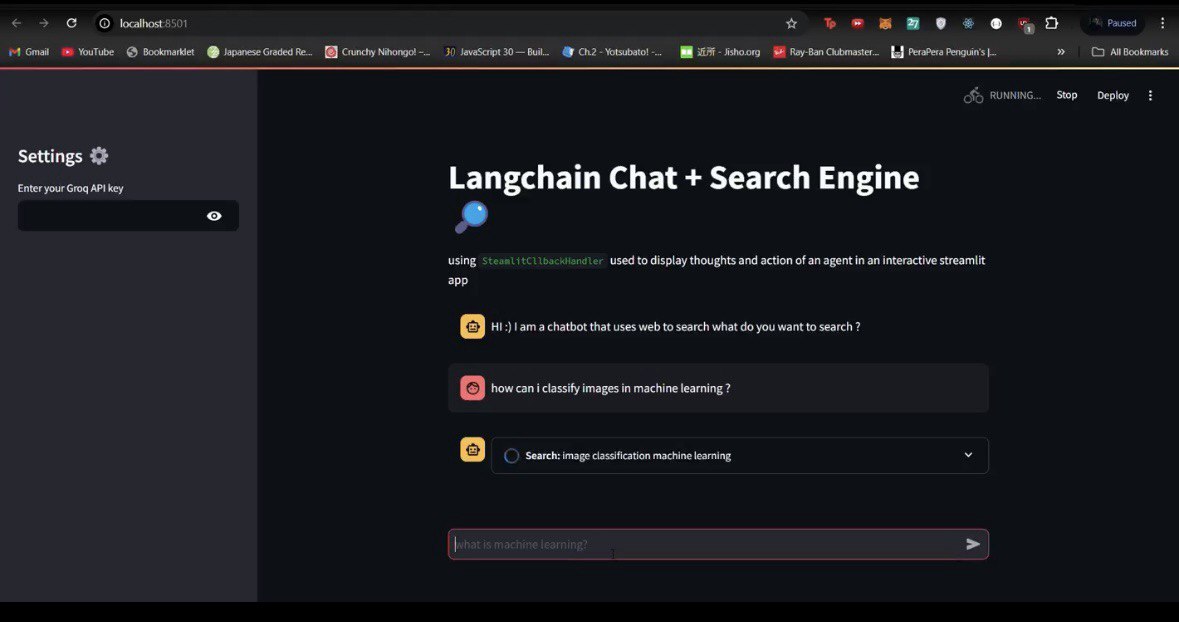 localhost:8501
Tp
27
1
Paused
Gmail
YouTube
Bookmarklet
Japanese Graded Re...
Crunchy Nihongo! –...
30 JavaScript 30 — Buil...
Ch.2 - Yotsubato! -...
近所 - Jisho.org
Ray-Ban Clubmaster...
PeraPera Penguin's |...
»
All Bookmarks
RUNNING...
Stop
Deploy
Settings
Enter your Groq API key
Langchain Chat + Search Engine
using SteamlitCllbackHandler used to display thoughts and action of an agent in an interactive streamlit
app
HI :) I am a chatbot that uses web to search what do you want to search ?
how can i classify images in machine learning ?
Search: image classification machine learning
what is machine learning?